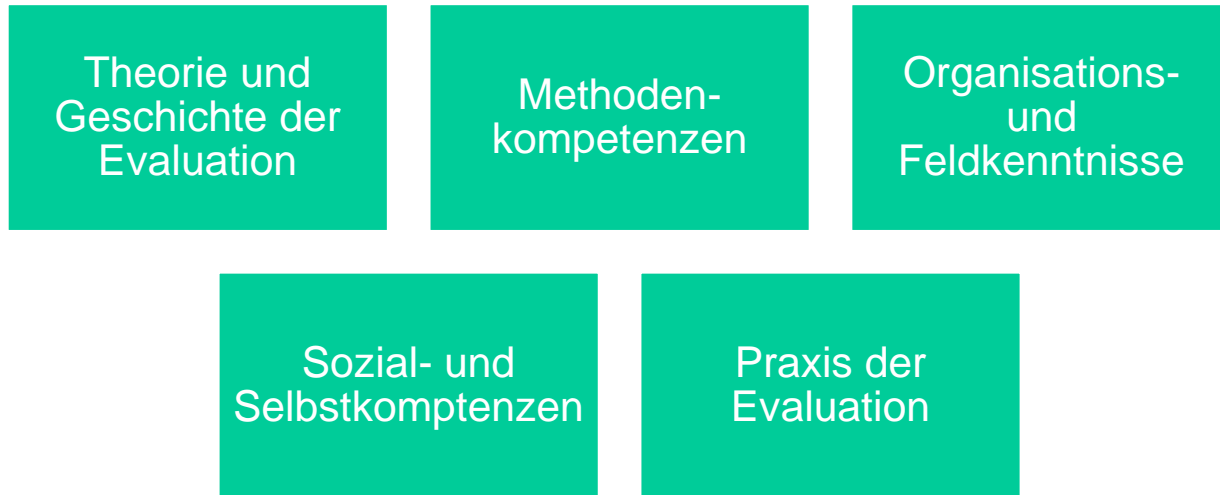 Theorie und
Geschichte der
Evaluation
Methoden-
kompetenzen
Organisations-
und
Feldkenntnisse
Sozial- und
Selbstkomptenzen
Praxis der
Evaluation